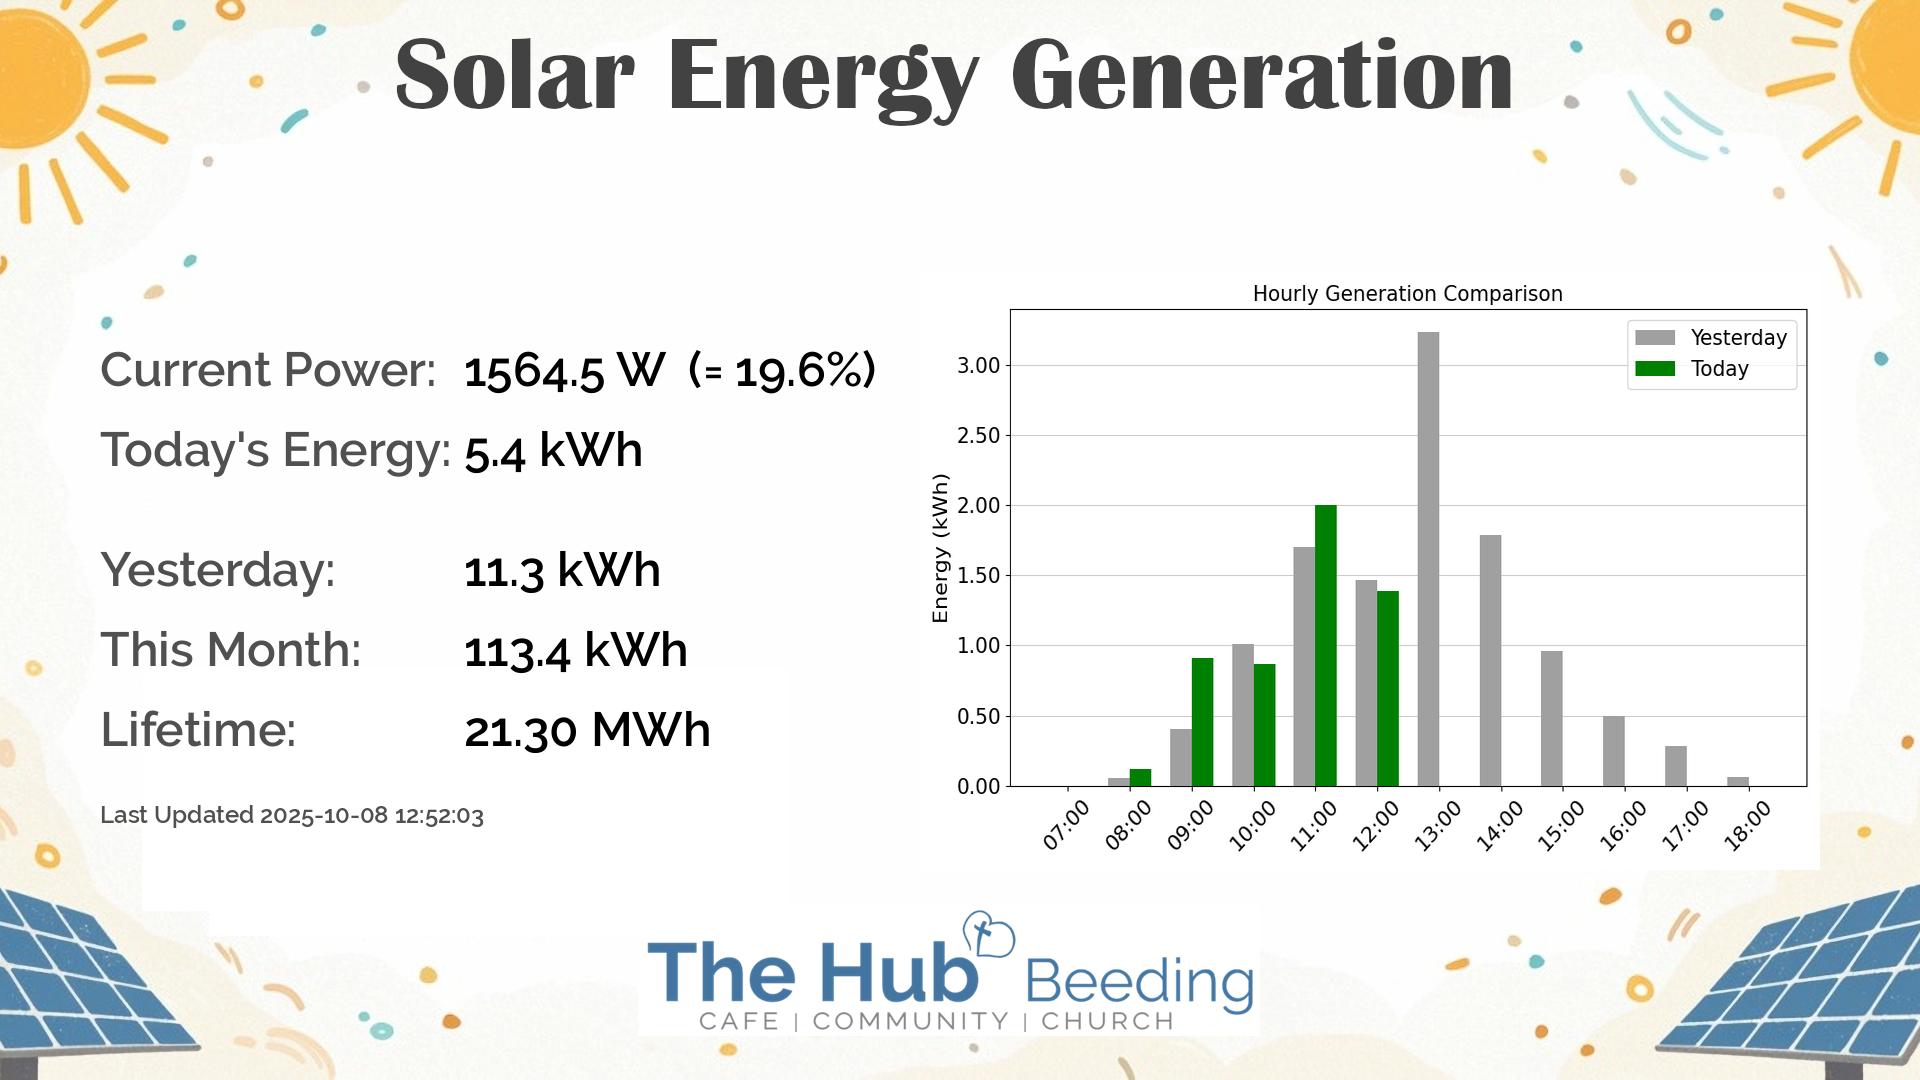 Solar Energy Generation
Current Power: 1564.5 W (= 19.6%)
Today's Energy: 5.4 kWh
Yesterday: 11.3 kWh
This Month: 113.4 kWh
Lifetime: 21.30 MWh
Last Updated 2025-10-08 12:52:03
Hourly Generation Comparison
Yesterday
Today
Energy (kWh)
3.00
2.50
2.00
1.50
1.00
0.50
0.00
07:00 08:00 09:00 10:00 11:00 12:00 13:00 14:00 15:00 16:00 17:00 18:00
The Hub Beeding
CAFE | COMMUNITY | CHURCH